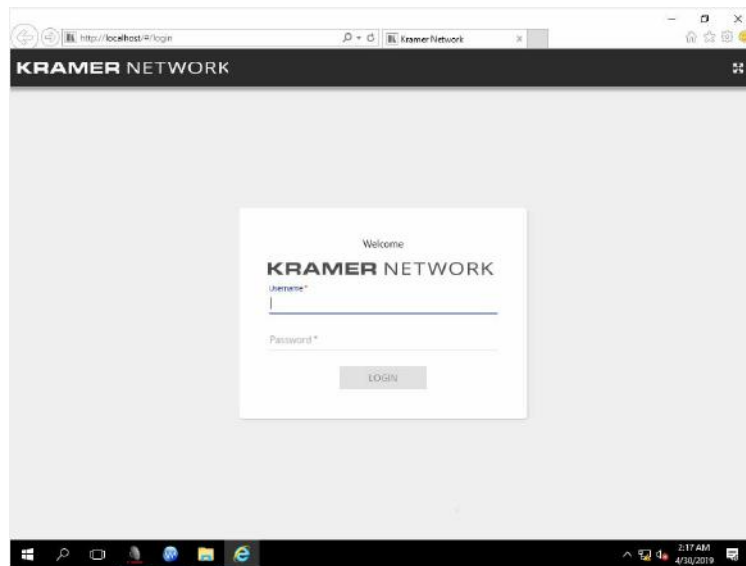 http://localhost/#/login
Kramer Network
KRAMER NETWORK
Welcome
KRAMER NETWORK
Username *
Password *
LOGIN
2:17 AM
4/30/2019